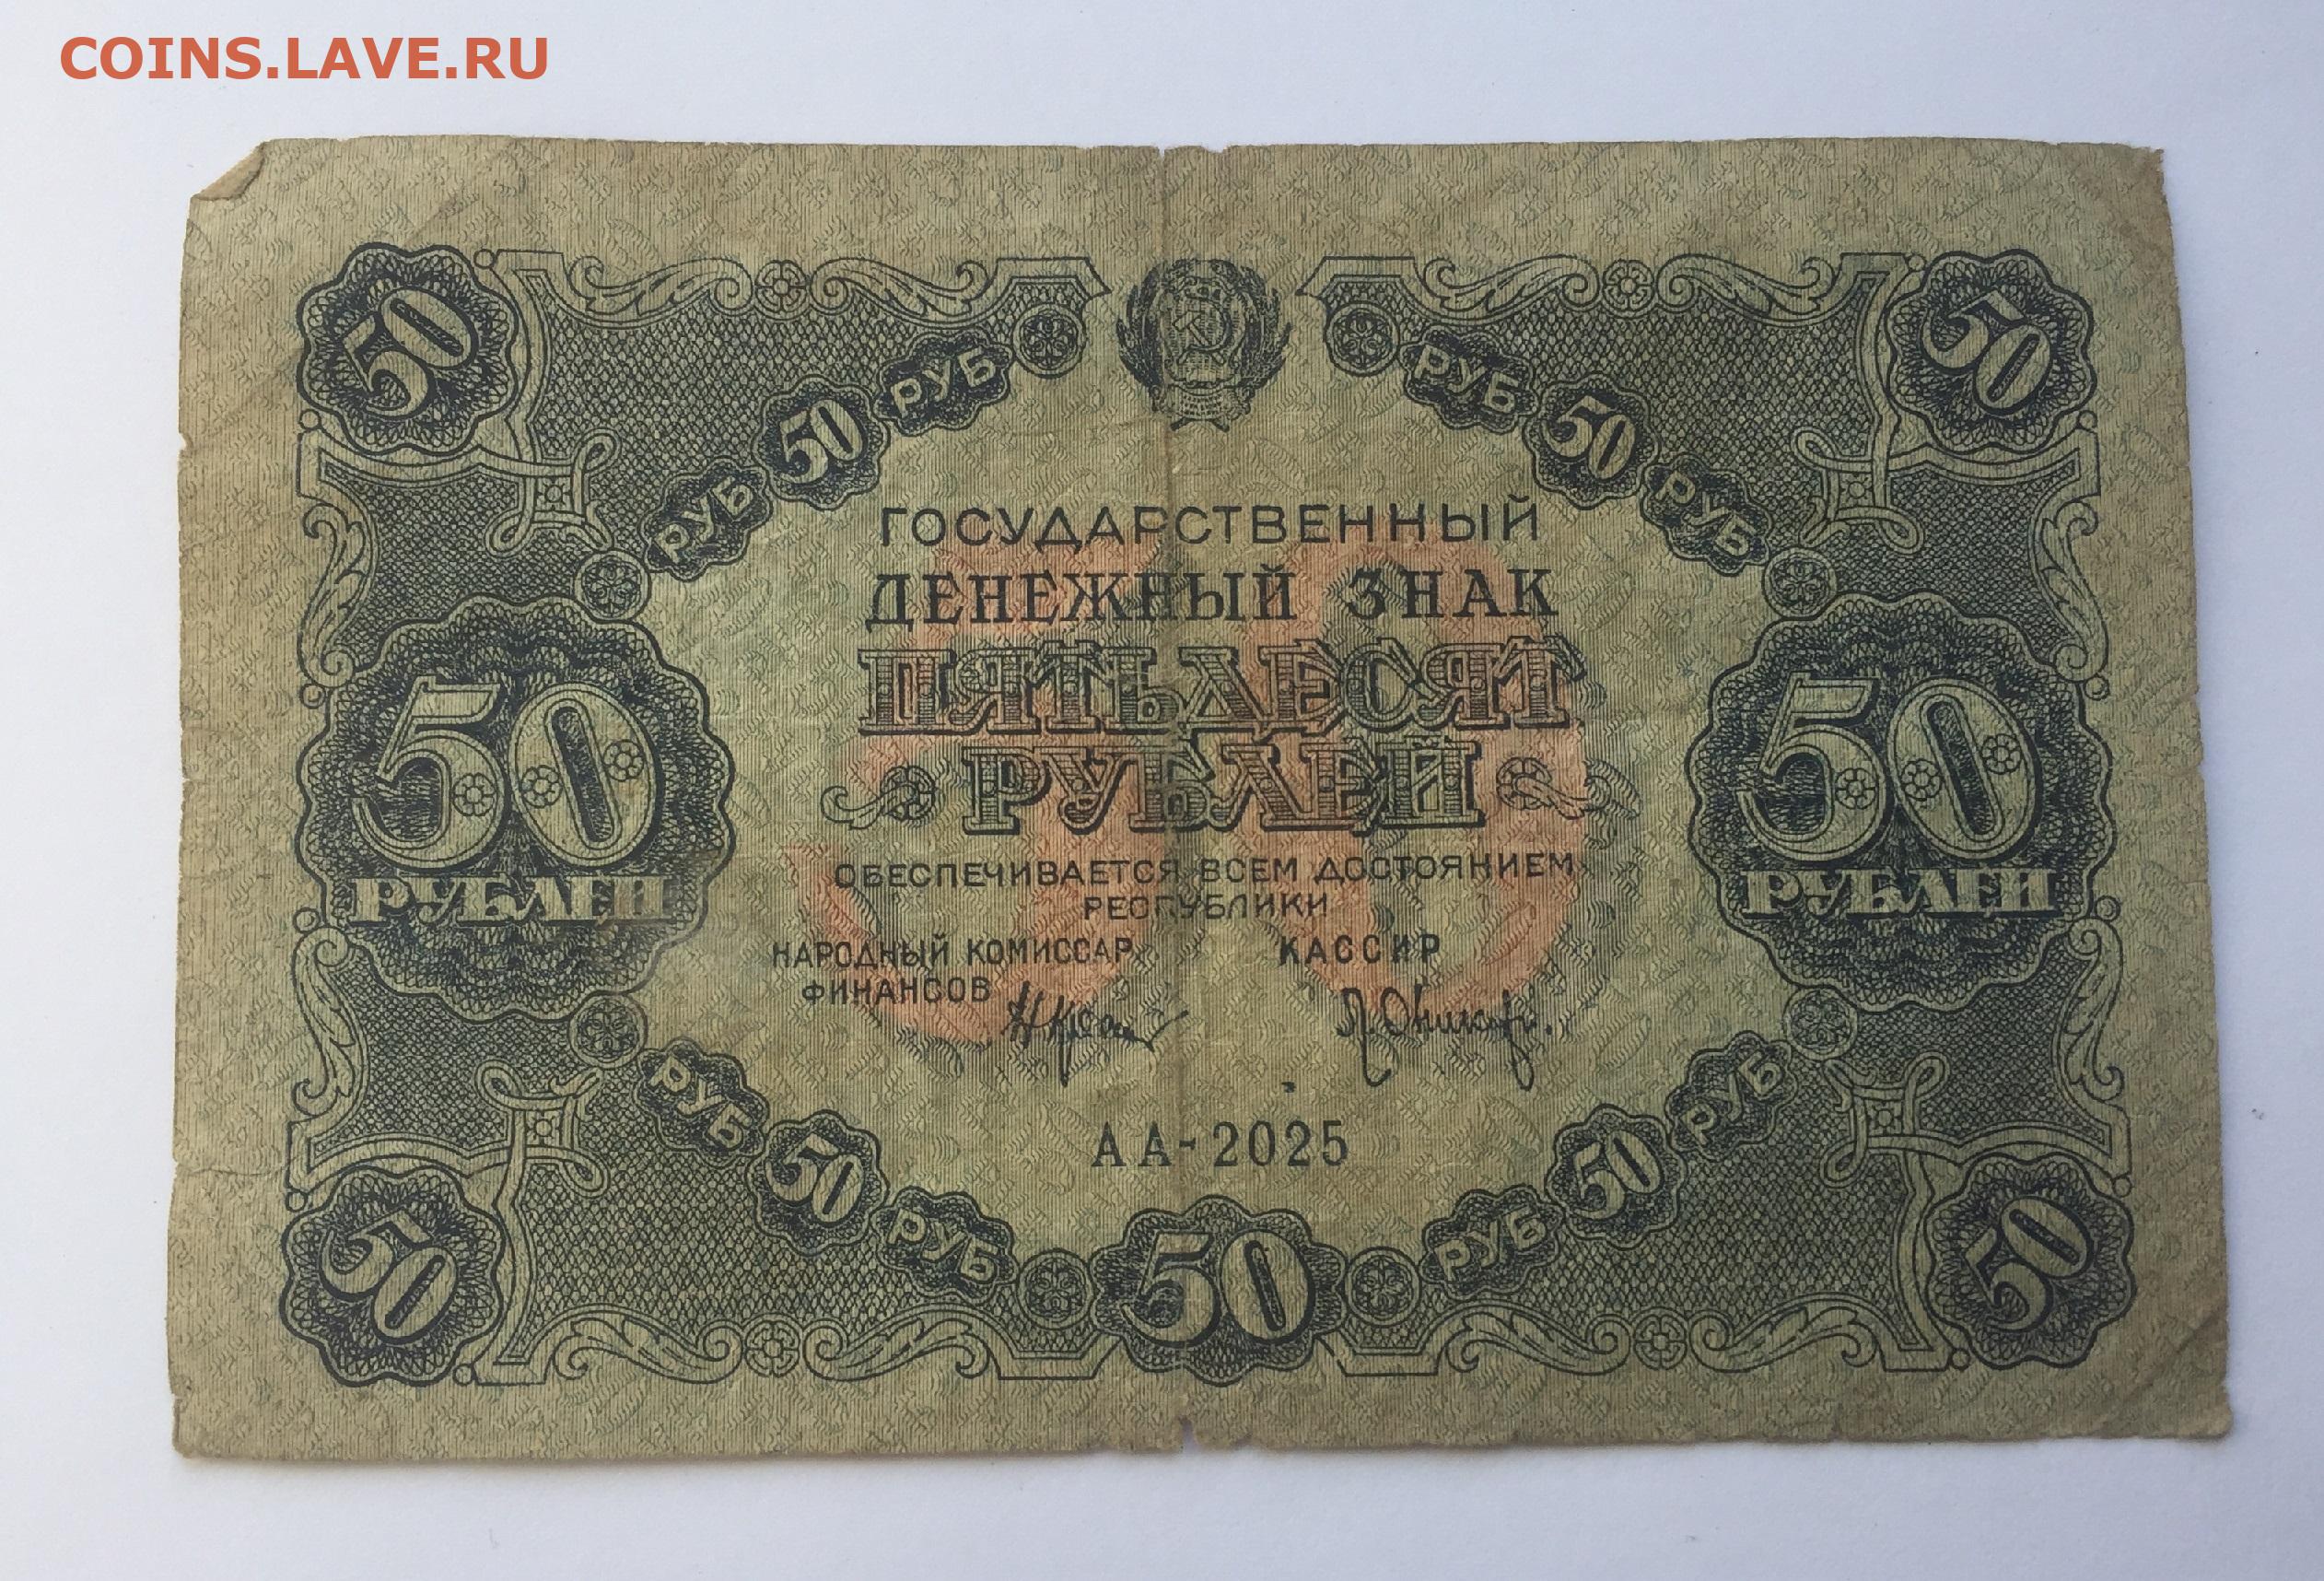 COINS.LAVE.RU
50
50
РУБ 50 РУБ
РУБ 50 РУБ
ГОСУДАРСТВЕННЫЙ
ДЕНЕЖНЫЙ ЗНАК
ПЯТЬДЕСЯТ
РУБЛЕЙ
50
РУБЛЕЙ
50
РУБЛЕЙ
ОБЕСПЕЧИВАЕТСЯ ВСЕМ ДОСТОЯНИЕМ
РЕСПУБЛИКИ
НАРОДНЫЙ КОМИССАР
ФИНАНСОВ
КАССИР
АА-2025
РУБ 50 РУБ
50
РУБ 50 РУБ
50
50